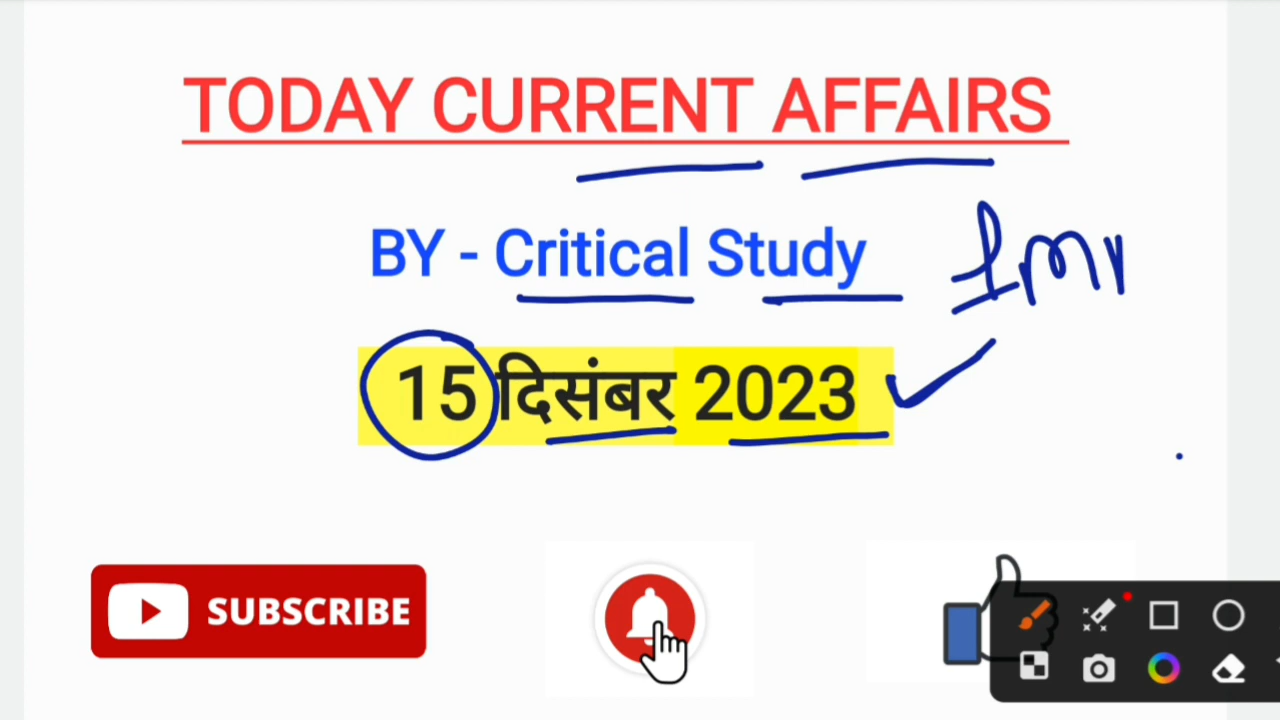 TODAY CURRENT AFFAIRS
BY - Critical Study
15 दिसंबर 2023
SUBSCRIBE